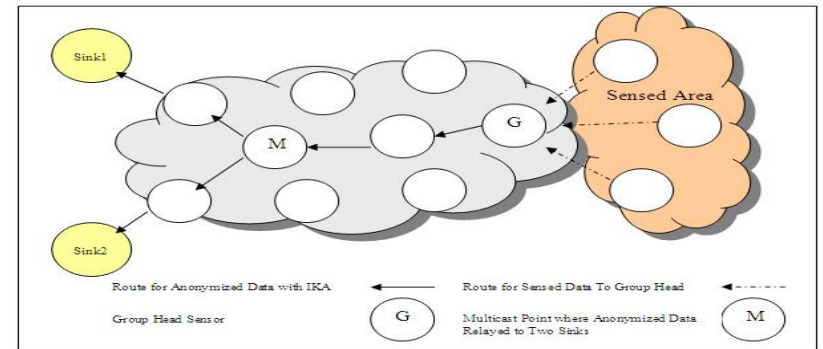 Sink1
Sensed Area
G
M
Sink2
Route for Anonymized Data with IKA
Route for Sensed Data To Group Head
Group Head Sensor
G
Multicast Point where Anonymized Data
Relayed to Two Sinks
M